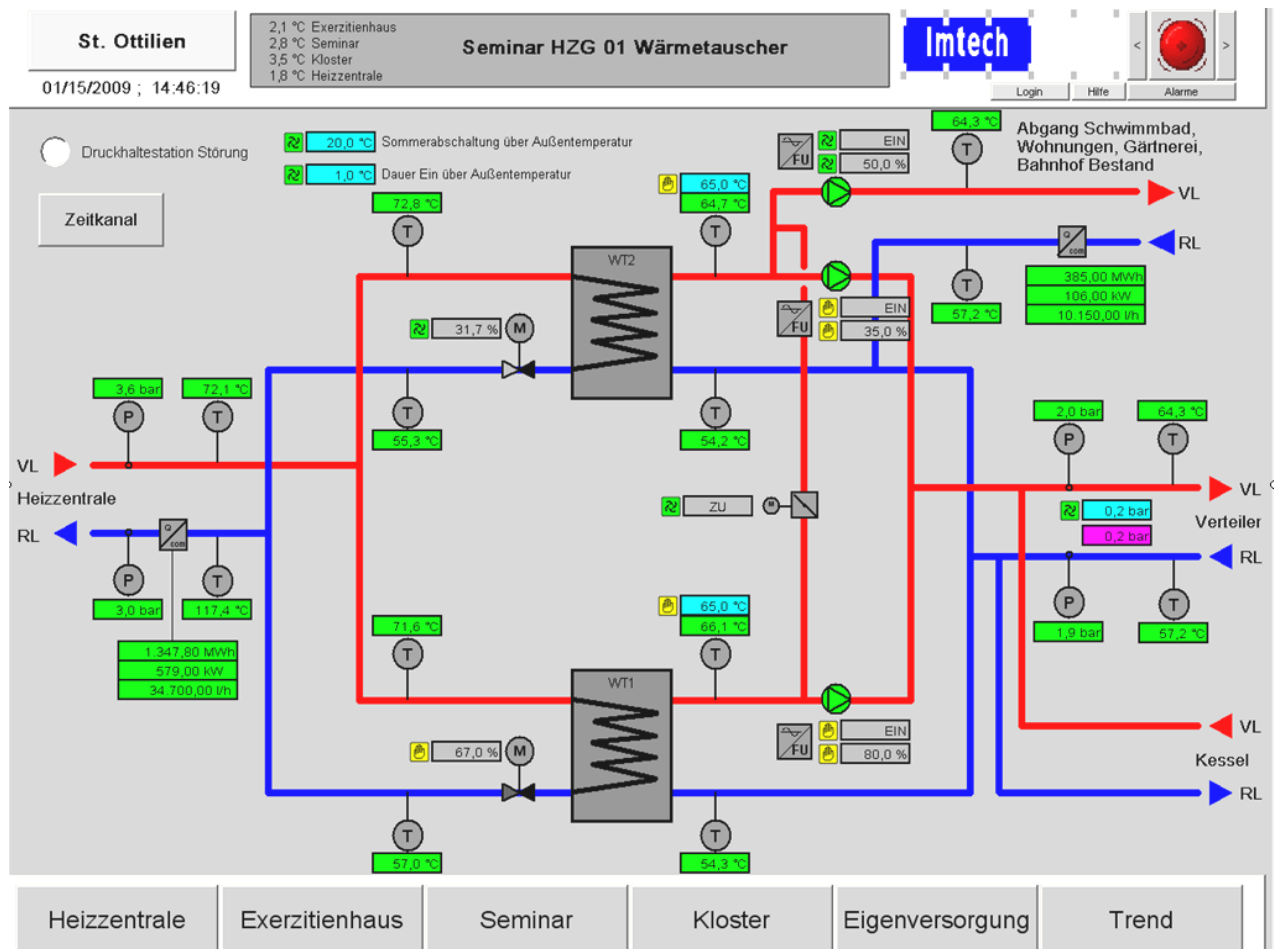 St. Ottilien
01/15/2009 ; 14:46:19
2,1 °C Exerzitienhaus
2,8 °C Seminar
3,5 °C Kloster
1,8 °C Heizzentrale
Seminar HZG 01 Wärmetauscher
Imtech
<
>
Login
Hilfe
Alarme
Druckhaltestation Störung
20,0 °C Sommerabschaltung über Außentemperatur
1,0 °C Dauer Ein über Außentemperatur
Zeitkanal
72,8 °C
T
65,0 °C
64,7 °C
T
FU
EIN
50,0 %
64,3 °C
T
Abgang Schwimmbad,
Wohnungen, Gärtnerei,
Bahnhof Bestand
VL
RL
Q
com
385,00 MWh
106,00 kW
10.150,00 l/h
T
57,2 °C
WT2
31,7 %
M
FU
EIN
35,0 %
T
55,3 °C
T
54,2 °C
3,6 bar
P
72,1 °C
T
VL
Heizzentrale
RL
Q
com
P
3,0 bar
T
117,4 °C
1.347,80 MWh
579,00 kW
34.700,00 l/h
ZU
M
2,0 bar
P
64,3 °C
T
VL
0,2 bar
0,2 bar
Verteiler
RL
P
1,9 bar
T
57,2 °C
71,6 °C
T
65,0 °C
66,1 °C
T
WT1
67,0 %
M
FU
EIN
80,0 %
VL
Kessel
RL
T
57,0 °C
T
54,3 °C
Heizzentrale
Exerzitienhaus
Seminar
Kloster
Eigenversorgung
Trend